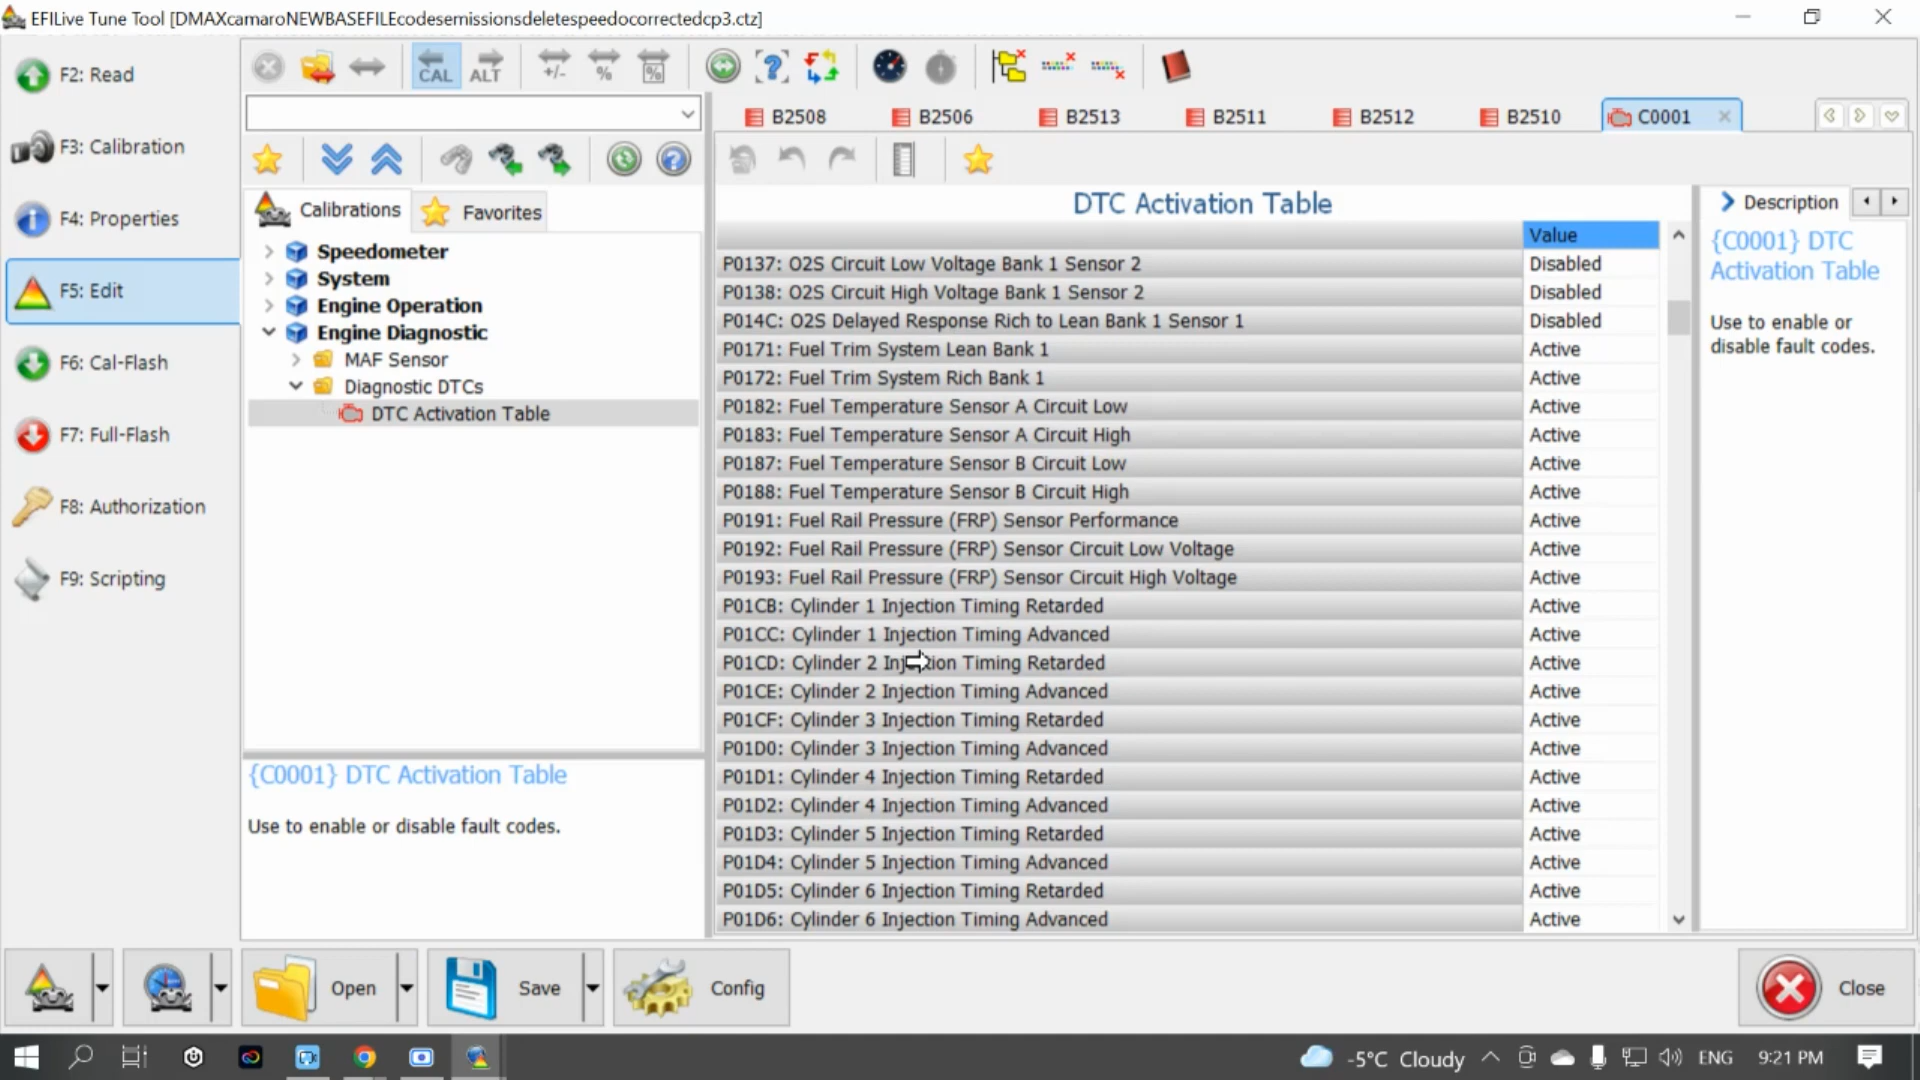 EFILive Tune Tool [DMAXcamaroNEWBASEFILEcodesemissionsdeletespeedocorrectedcp3.ctz]
F2: Read
F3: Calibration
F4: Properties
F5: Edit
F6: Cal-Flash
F7: Full-Flash
F8: Authorization
F9: Scripting
CAL
ALT
+/-
%
%
Calibrations
Favorites
Speedometer
System
Engine Operation
Engine Diagnostic
MAF Sensor
Diagnostic DTCs
DTC Activation Table
{C0001} DTC Activation Table
Use to enable or disable fault codes.
B2508
B2506
B2513
B2511
B2512
B2510
C0001
DTC Activation Table
Value
P0137: O2S Circuit Low Voltage Bank 1 Sensor 2 Disabled
P0138: O2S Circuit High Voltage Bank 1 Sensor 2 Disabled
P014C: O2S Delayed Response Rich to Lean Bank 1 Sensor 1 Disabled
P0171: Fuel Trim System Lean Bank 1 Active
P0172: Fuel Trim System Rich Bank 1 Active
P0182: Fuel Temperature Sensor A Circuit Low Active
P0183: Fuel Temperature Sensor A Circuit High Active
P0187: Fuel Temperature Sensor B Circuit Low Active
P0188: Fuel Temperature Sensor B Circuit High Active
P0191: Fuel Rail Pressure (FRP) Sensor Performance Active
P0192: Fuel Rail Pressure (FRP) Sensor Circuit Low Voltage Active
P0193: Fuel Rail Pressure (FRP) Sensor Circuit High Voltage Active
P01CB: Cylinder 1 Injection Timing Retarded Active
P01CC: Cylinder 1 Injection Timing Advanced Active
P01CD: Cylinder 2 Injection Timing Retarded Active
P01CE: Cylinder 2 Injection Timing Advanced Active
P01CF: Cylinder 3 Injection Timing Retarded Active
P01D0: Cylinder 3 Injection Timing Advanced Active
P01D1: Cylinder 4 Injection Timing Retarded Active
P01D2: Cylinder 4 Injection Timing Advanced Active
P01D3: Cylinder 5 Injection Timing Retarded Active
P01D4: Cylinder 5 Injection Timing Advanced Active
P01D5: Cylinder 6 Injection Timing Retarded Active
P01D6: Cylinder 6 Injection Timing Advanced Active
Description
{C0001} DTC
Activation Table
Use to enable or
disable fault codes.
Open
Save
Config
Close
-5°C Cloudy
ENG
9:21 PM